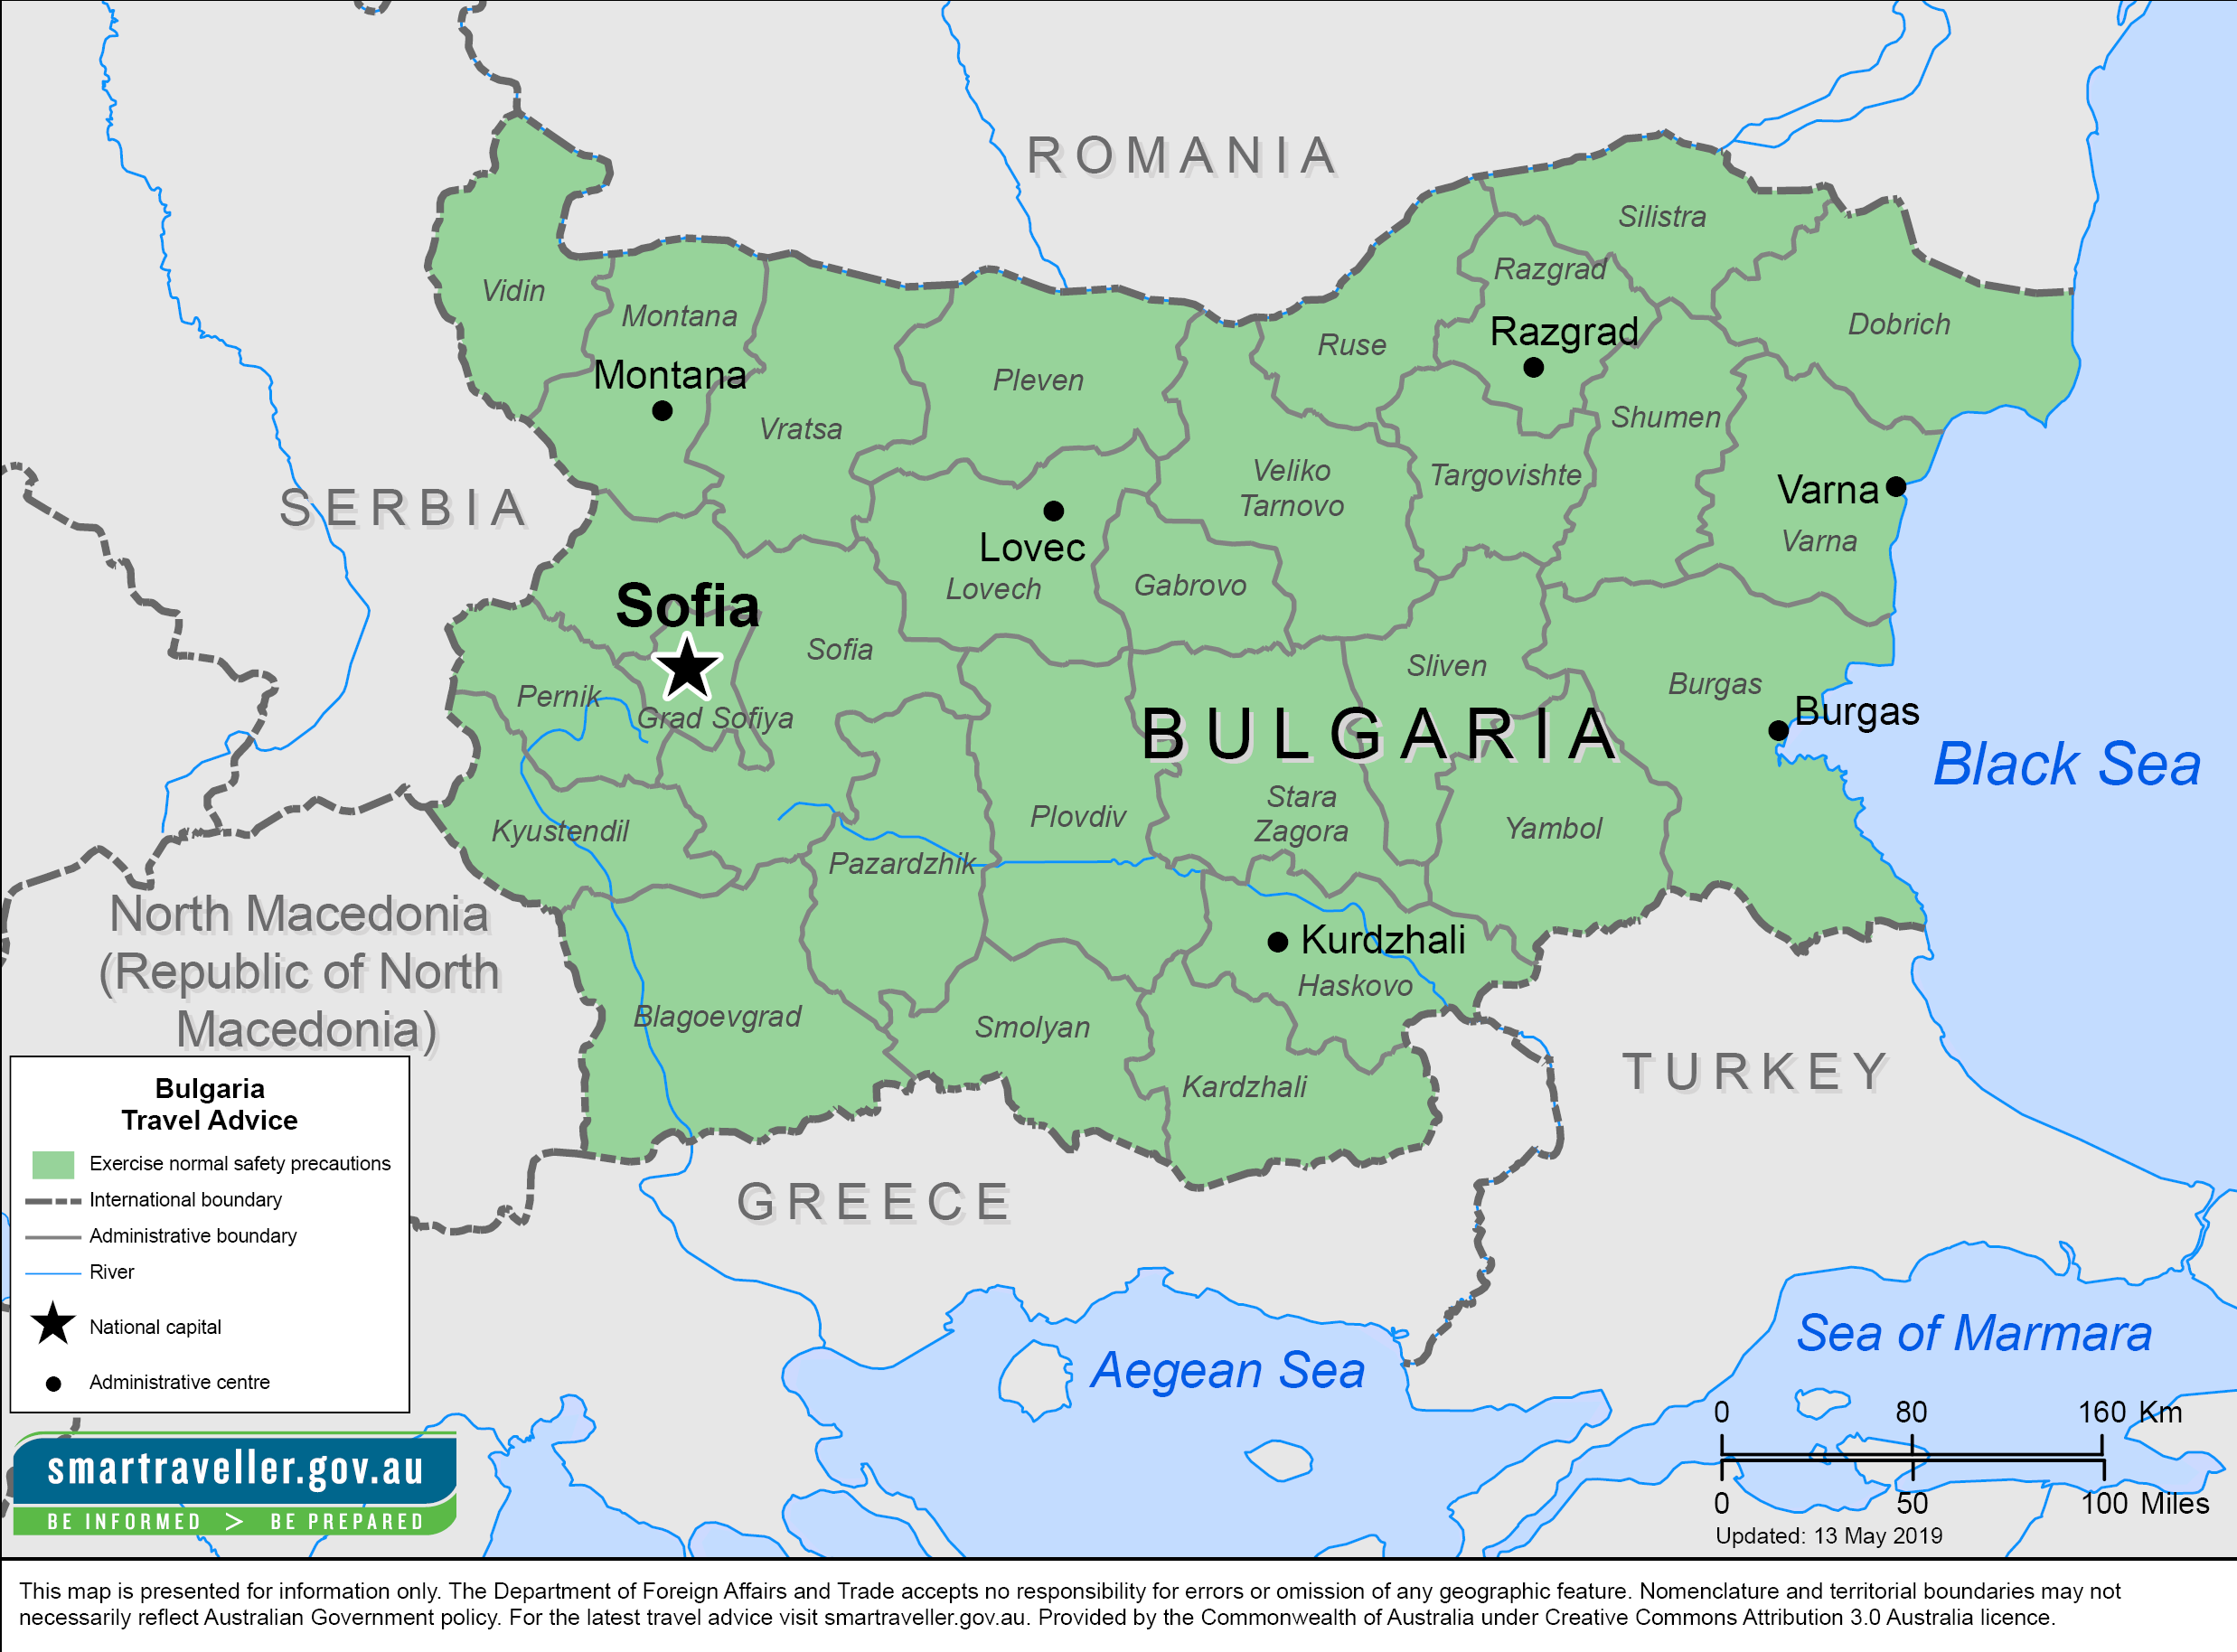 ROMANIA
Silistra
Razgrad
Vidin
Montana
Dobrich
Razgrad
Ruse
Montana
Pleven
Shumen
Vratsa
Veliko
Tarnovo
Targovishte
Varna
SERBIA
Lovec
Varna
Sofia
Lovech
Gabrovo
Sofia
Sliven
Burgas
Pernik
Grad Sofiya
Burgas
BULGARIA
Black Sea
Stara
Zagora
Plovdiv
Yambol
Kyustendil
Pazardzhik
North Macedonia
(Republic of North
Macedonia)
Kurdzhali
Haskovo
Blagoevgrad
Smolyan
TURKEY
Kardzhali
GREECE
Aegean Sea
Sea of Marmara
Bulgaria
Travel Advice
Exercise normal safety precautions
International boundary
Administrative boundary
River
National capital
Administrative centre
smartraveller.gov.au
BE INFORMED > BE PREPARED
0 80 160 Km
0 50 100 Miles
Updated: 13 May 2019
This map is presented for information only. The Department of Foreign Affairs and Trade accepts no responsibility for errors or omission of any geographic feature. Nomenclature and territorial boundaries may not
necessarily reflect Australian Government policy. For the latest travel advice visit smartraveller.gov.au. Provided by the Commonwealth of Australia under Creative Commons Attribution 3.0 Australia licence.